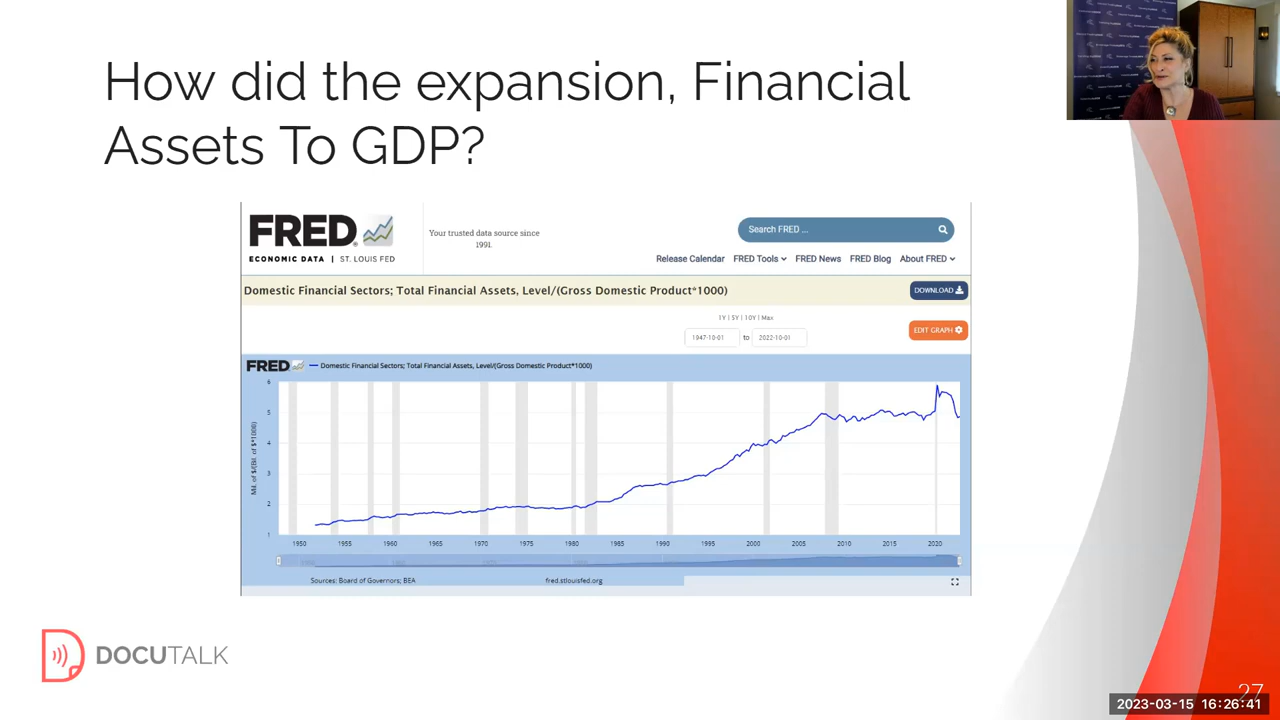 How did the expansion, Financial
Assets To GDP?
FRED
ECONOMIC DATA | ST. LOUIS FED
Your trusted data source since
1991.
Search FRED ...
Release Calendar FRED Tools FRED News FRED Blog About FRED
Domestic Financial Sectors; Total Financial Assets, Level/(Gross Domestic Product*1000)
DOWNLOAD
1Y | 5Y | 10Y | Max
1947-10-01 to 2022-10-01
EDIT GRAPH
FRED
Domestic Financial Sectors; Total Financial Assets, Level/(Gross Domestic Product*1000)
Mil. of $/(Bil. of $*1000)
6
5
4
3
2
1
1950 1955 1960 1965 1970 1975 1980 1985 1990 1995 2000 2005 2010 2015 2020
Sources: Board of Governors; BEA
fred.stlouisfed.org
DOCUTALK
27
2023-03-15 16:26:41